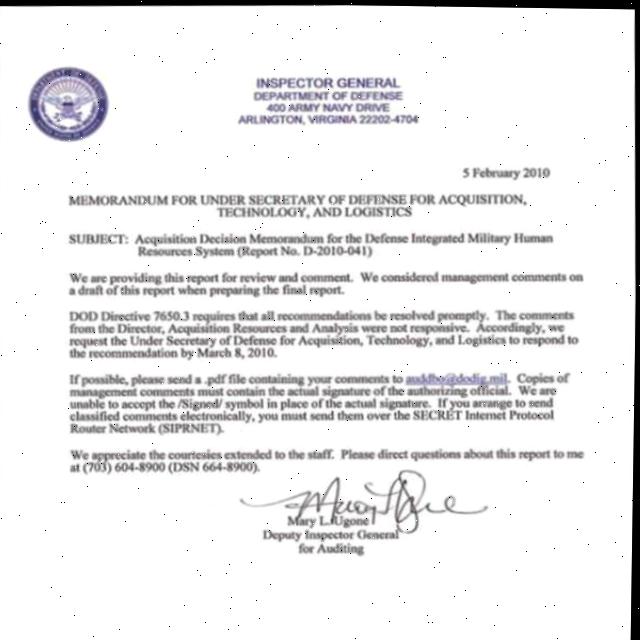 INSPECTOR GENERAL
DEPARTMENT OF DEFENSE
400 ARMY NAVY DRIVE
ARLINGTON, VIRGINIA 22202-4704
5 February 2010
MEMORANDUM FOR UNDER SECRETARY OF DEFENSE FOR ACQUISITION,
TECHNOLOGY, AND LOGISTICS
SUBJECT: Acquisition Decision Memorandum for the Defense Integrated Military Human
Resources System (Report No. D-2010-041)
We are providing this report for review and comment. We considered management comments on
a draft of this report when preparing the final report.
DOD Directive 7650.3 requires that all recommendations be resolved promptly. The comments
from the Director, Acquisition Resources and Analysis were not responsive. Accordingly, we
request the Under Secretary of Defense for Acquisition, Technology, and Logistics to respond to
the recommendation by March 8, 2010.
If possible, please send a .pdf file containing your comments to auddbo@dodig.mil. Copies of
management comments must contain the actual signature of the authorizing official. We are
unable to accept the /Signed/ symbol in place of the actual signature. If you arrange to send
classified comments electronically, you must send them over the SECRET Internet Protocol
Router Network (SIPRNET).
We appreciate the courtesies extended to the staff. Please direct questions about this report to me
at (703) 604-8900 (DSN 664-8900).
Mary L. Ugone
Deputy Inspector General
for Auditing